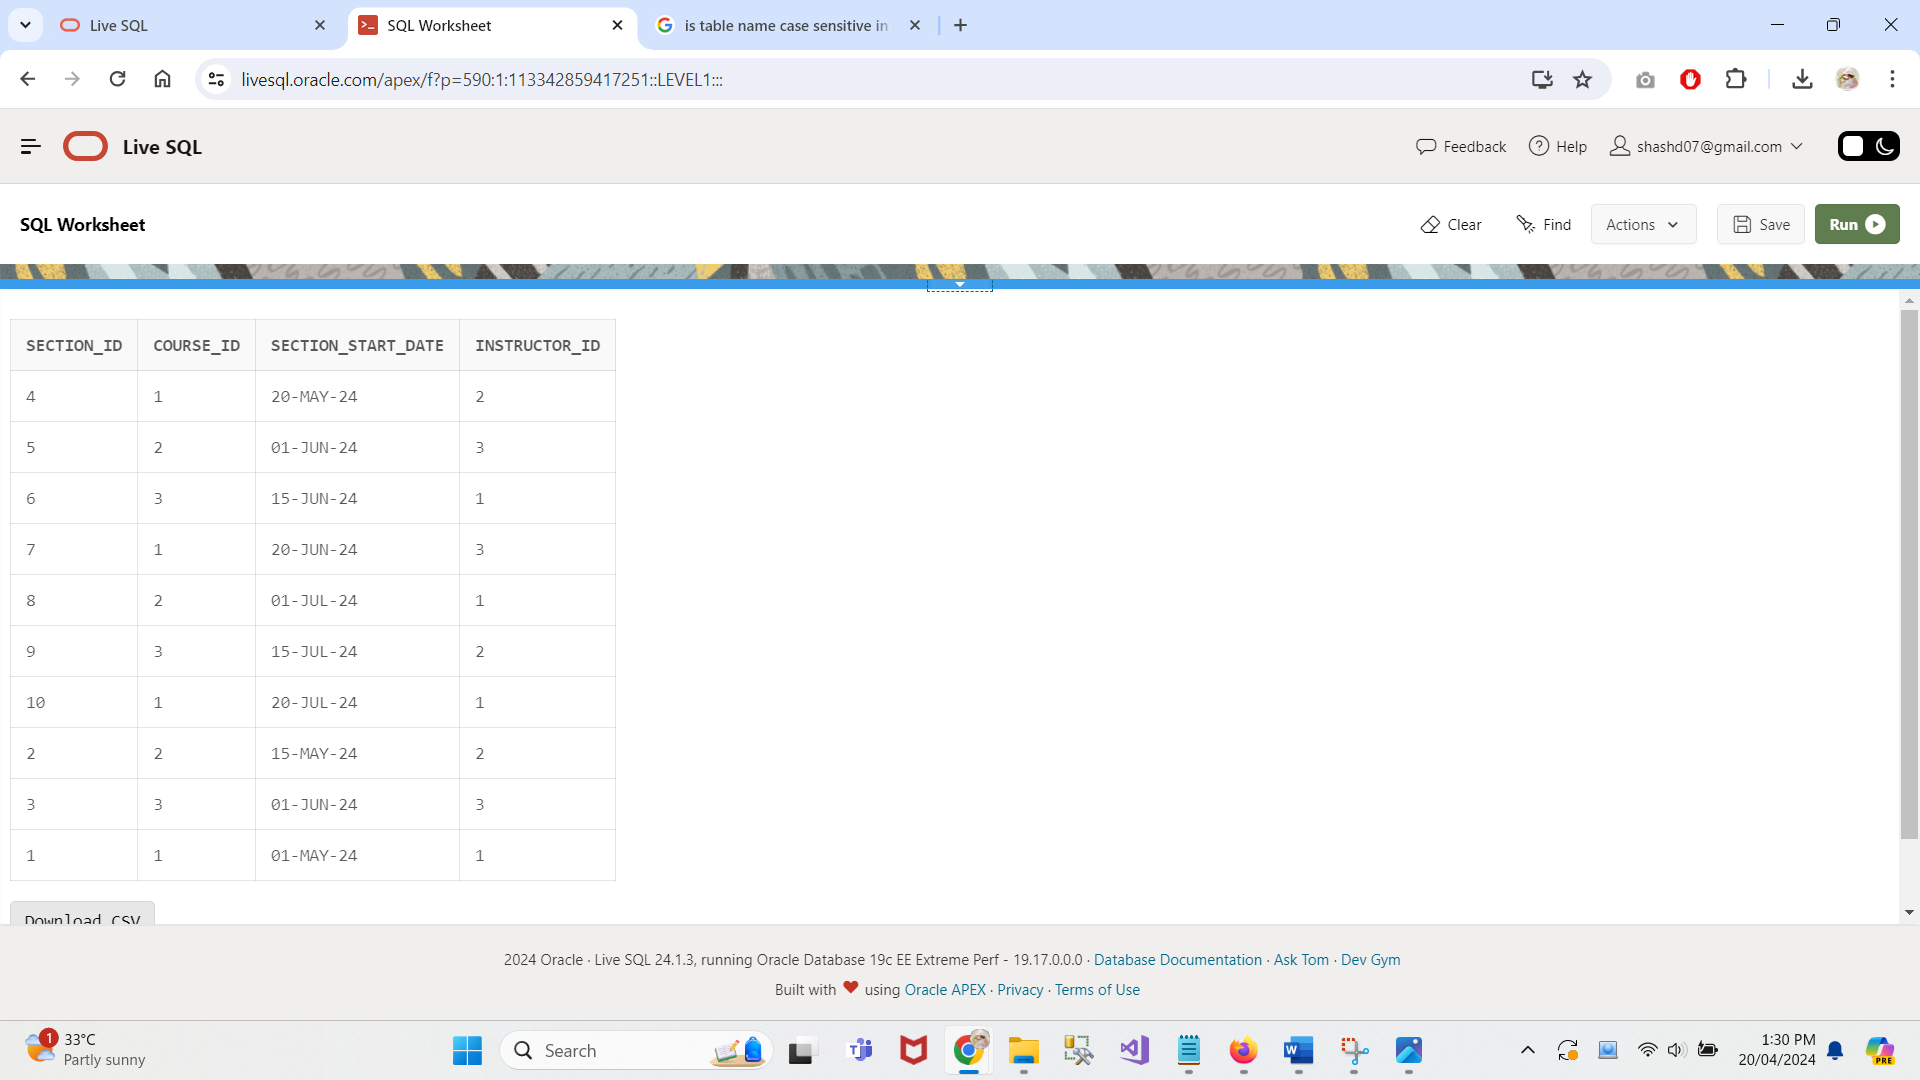 Live SQL
SQL Worksheet
is table name case sensitive in
livesql.oracle.com/apex/f?p=590:1:113342859417251::LEVEL1:::
Live SQL
Feedback
Help
shashd07@gmail.com
SQL Worksheet
Clear
Find
Actions
Save
Run
SECTION_ID COURSE_ID SECTION_START_DATE INSTRUCTOR_ID
4 1 20-MAY-24 2
5 2 01-JUN-24 3
6 3 15-JUN-24 1
7 1 20-JUN-24 3
8 2 01-JUL-24 1
9 3 15-JUL-24 2
10 1 20-JUL-24 1
2 2 15-MAY-24 2
3 3 01-JUN-24 3
1 1 01-MAY-24 1
Download CSV
2024 Oracle · Live SQL 24.1.3, running Oracle Database 19c EE Extreme Perf - 19.17.0.0.0 · Database Documentation · Ask Tom · Dev Gym
Built with ❤ using Oracle APEX · Privacy · Terms of Use
1
33°C
Partly sunny
Search
1:30 PM
20/04/2024
PRE